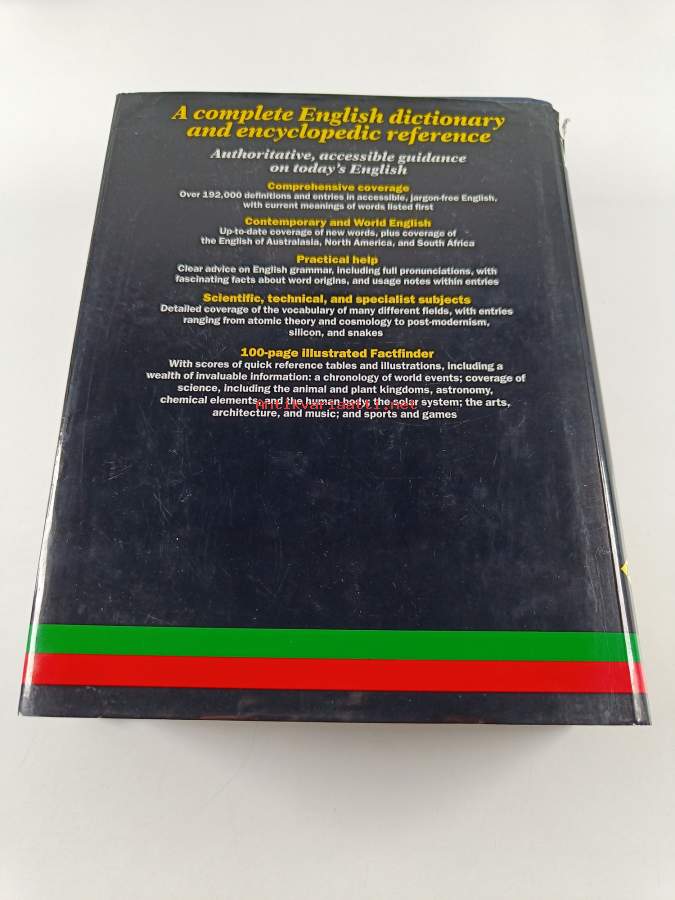 A complete English dictionary
and encyclopedic reference
Authoritative, accessible guidance
on today's English
Comprehensive coverage
Over 192,000 definitions and entries in accessible, jargon-free English,
with current meanings of words listed first
Contemporary and World English
Up-to-date coverage of new words, plus coverage of
the English of Australasia, North America, and South Africa
Practical help
Clear advice on English grammar, including full pronunciations, with
fascinating facts about word origins, and usage notes within entries
Scientific, technical, and specialist subjects
Detailed coverage of the vocabulary of many different fields, with entries
ranging from atomic theory and cosmology to post-modernism,
silicon, and snakes
100-page illustrated Factfinder
With scores of quick reference tables and illustrations, including a
wealth of invaluable information: a chronology of world events; coverage of
science, including the animal and plant kingdoms, astronomy,
chemical elements, and the human body; the solar system; the arts,
Antikvariaatti.net
architecture, and music; and sports and games